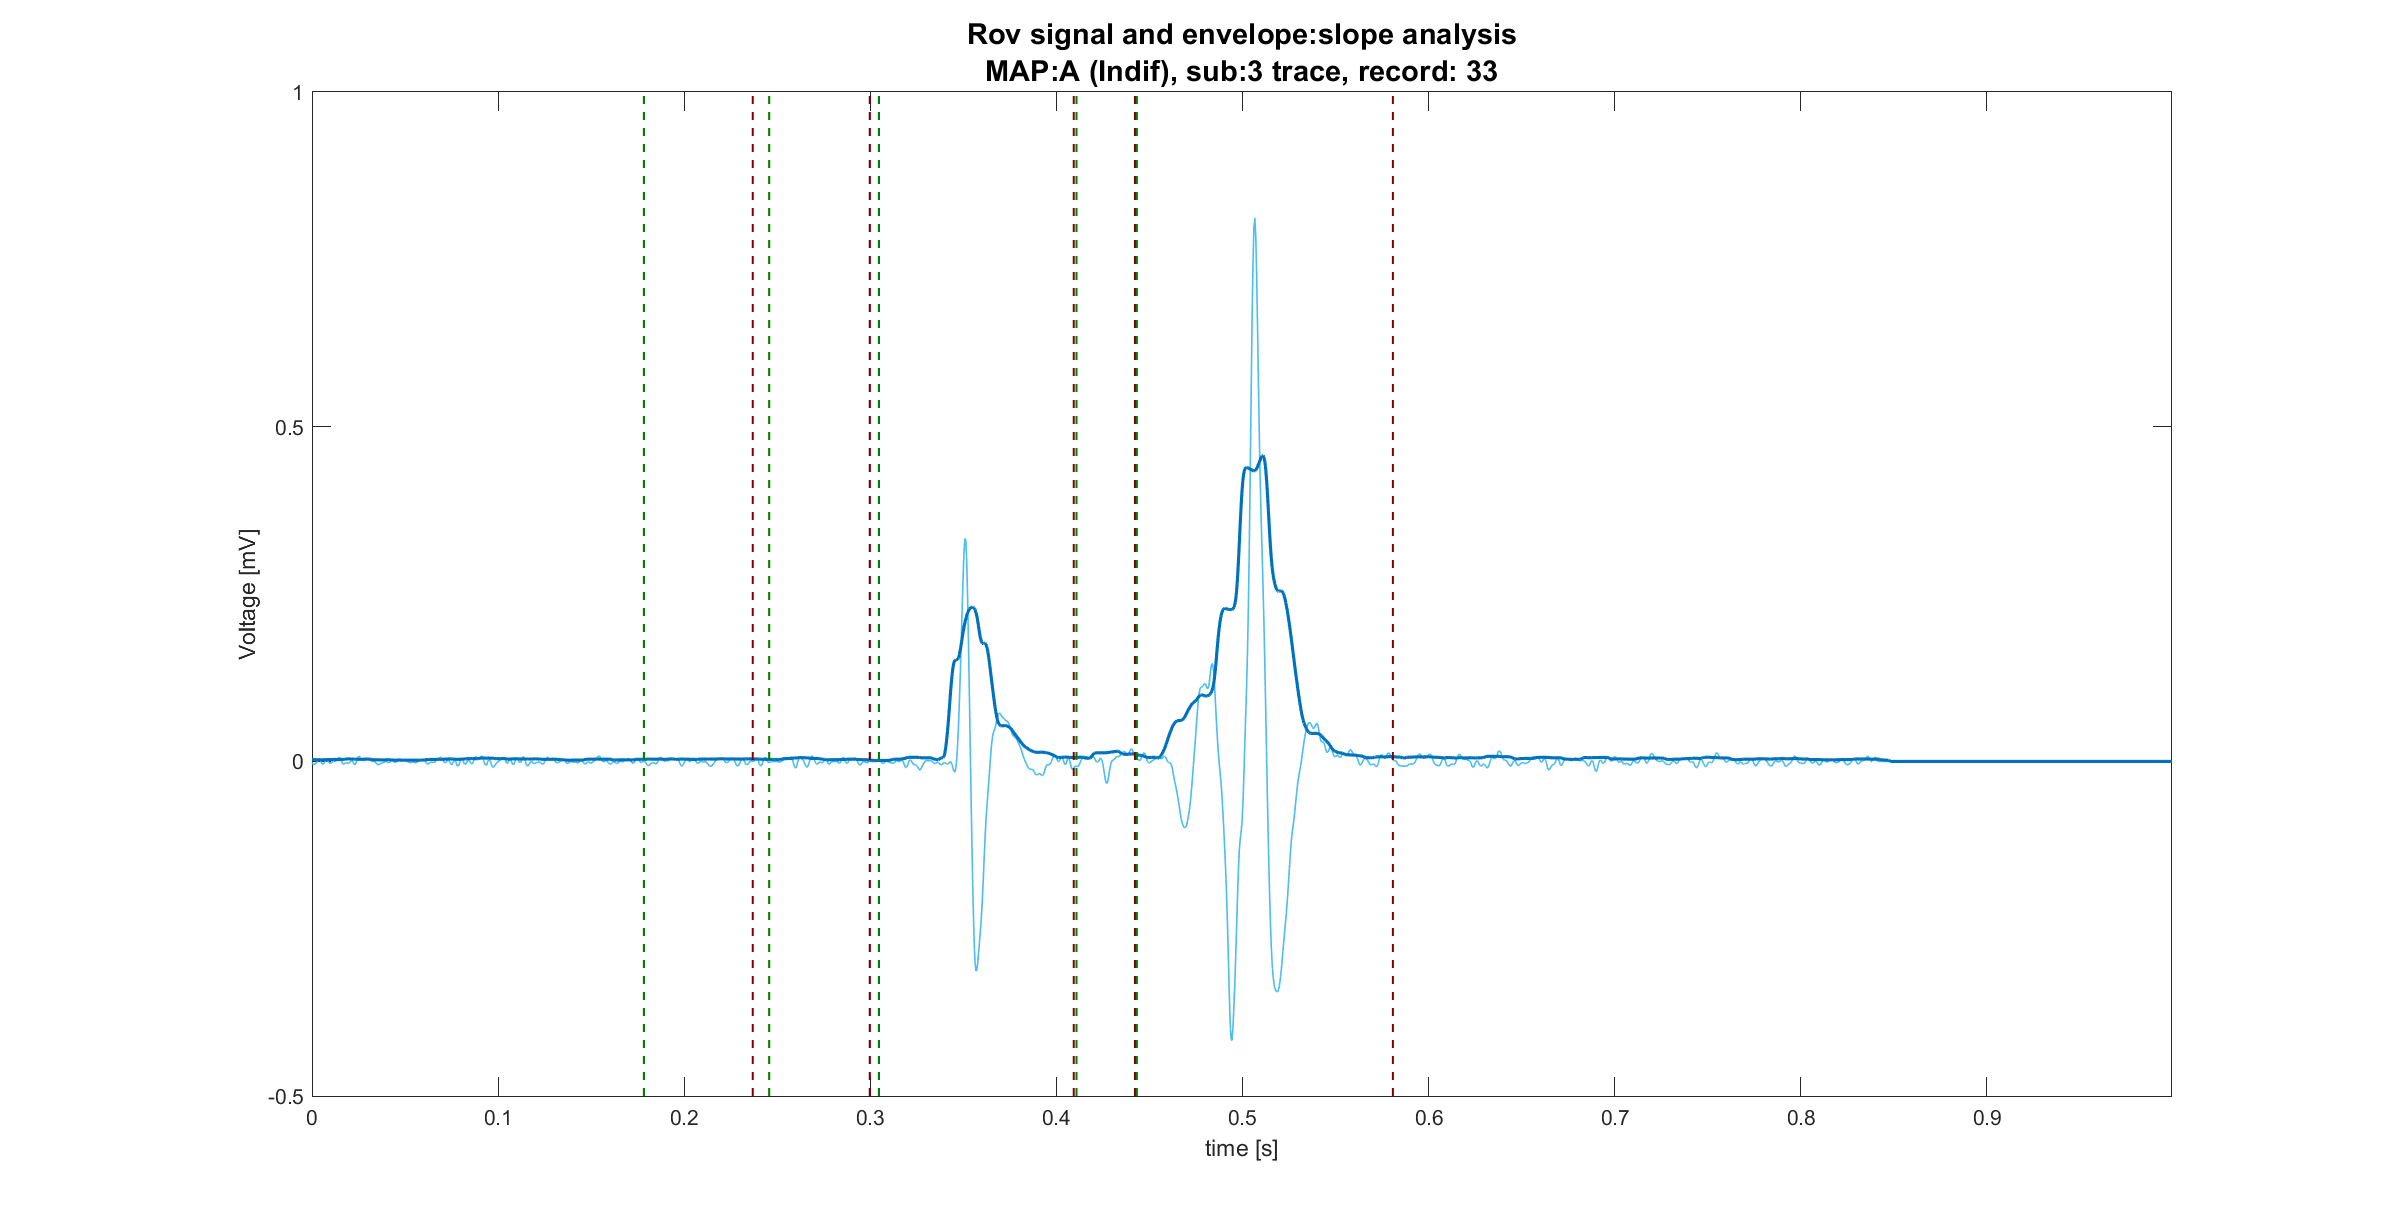 Rov signal and envelope:slope analysis
MAP:A (Indif), sub:3 trace, record: 33
1
0.5
0
-0.5
Voltage [mV]
0 0.1 0.2 0.3 0.4 0.5 0.6 0.7 0.8 0.9
time [s]